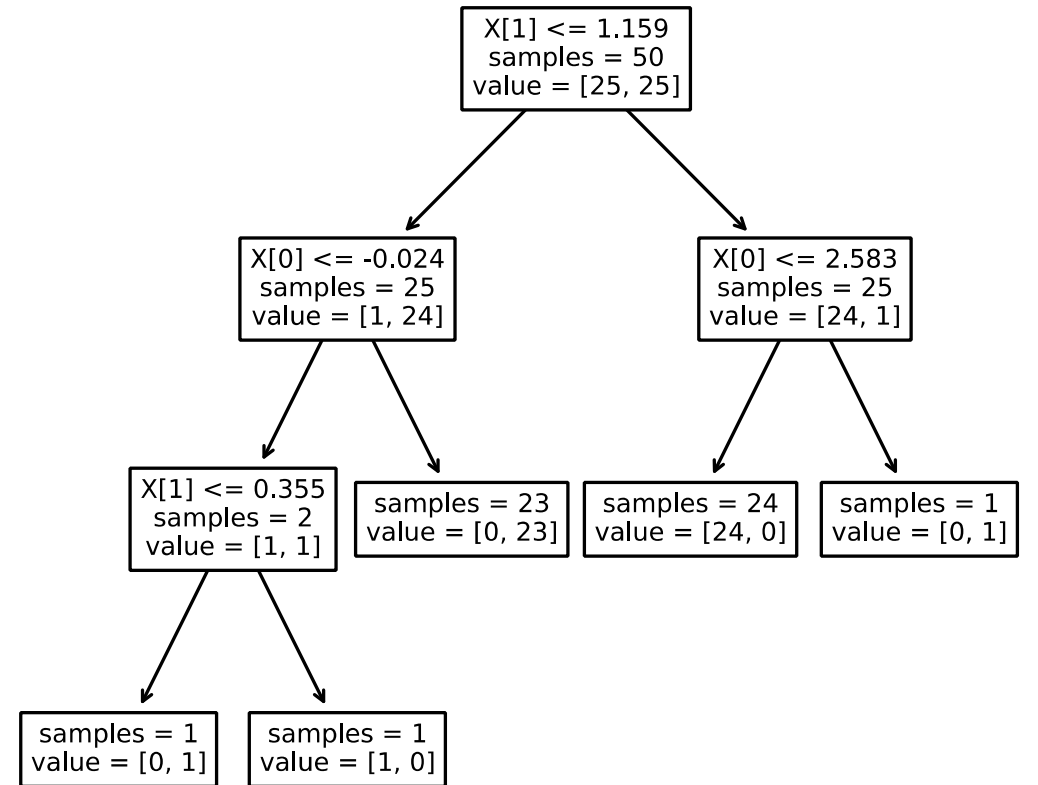 X[1] <= 1.159
samples = 50
value = [25, 25]
X[0] <= -0.024
samples = 25
value = [1, 24]
X[0] <= 2.583
samples = 25
value = [24, 1]
X[1] <= 0.355
samples = 2
value = [1, 1]
samples = 23
value = [0, 23]
samples = 24
value = [24, 0]
samples = 1
value = [0, 1]
samples = 1
value = [0, 1]
samples = 1
value = [1, 0]